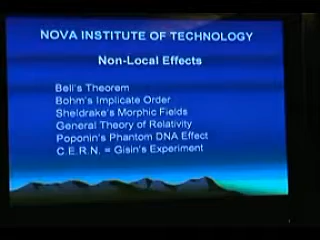 NOVA INSTITUTE OF TECHNOLOGY
Non-Local Effects
Bell's Theorem
Bohm's Implicate Order
Sheldrake's Morphic Fields
General Theory of Relativity
Poponin's Phantom DNA Effect
C.E.R.N. = Gisin's Experiment